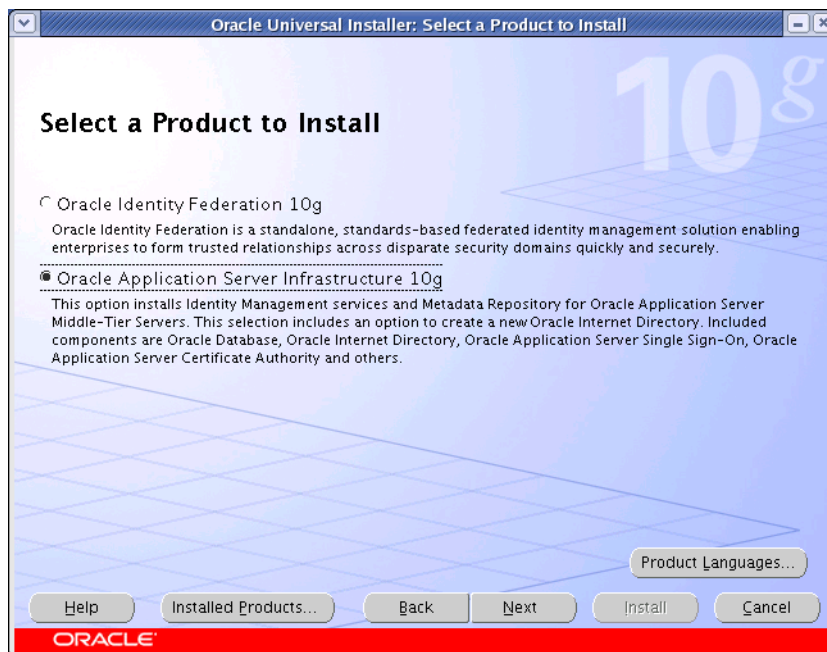 Oracle Universal Installer: Select a Product to Install
10g
Select a Product to Install
Oracle Identity Federation 10g
Oracle Identity Federation is a standalone, standards-based federated identity management solution enabling
enterprises to form trusted relationships across disparate security domains quickly and securely.
Oracle Application Server Infrastructure 10g
This option installs Identity Management services and Metadata Repository for Oracle Application Server
Middle-Tier Servers. This selection includes an option to create a new Oracle Internet Directory. Included
components are Oracle Database, Oracle Internet Directory, Oracle Application Server Single Sign-On, Oracle
Application Server Certificate Authority and others.
Product Languages...
Help Installed Products... Back Next Install Cancel
ORACLE